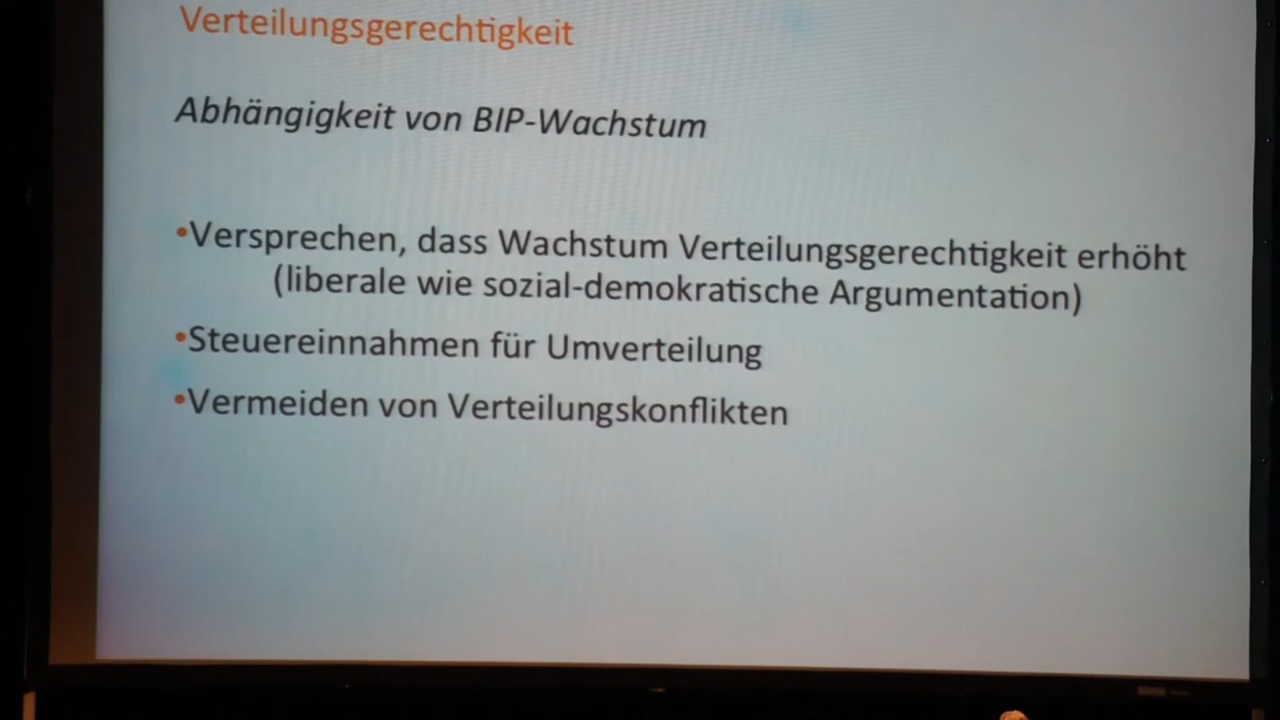 Verteilungsgerechtigkeit
Abhängigkeit von BIP-Wachstum
•Versprechen, dass Wachstum Verteilungsgerechtigkeit erhöht
(liberale wie sozial-demokratische Argumentation)
•Steuereinnahmen für Umverteilung
•Vermeiden von Verteilungskonflikten